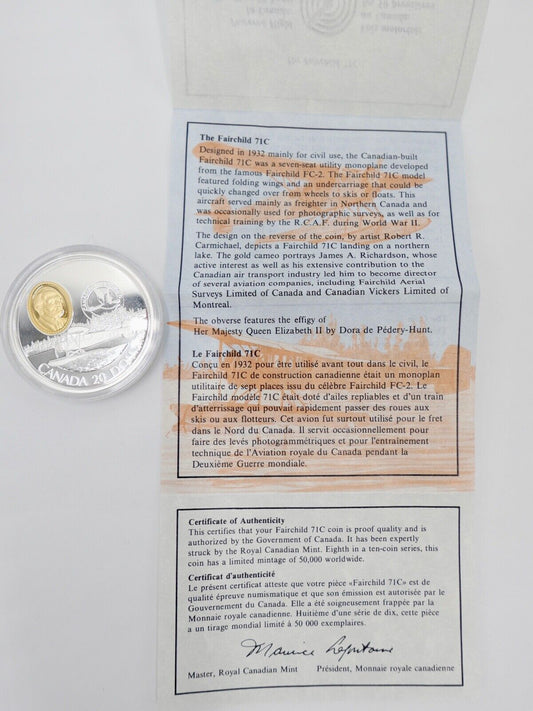 The Fairchild 71C
Designed in 1932 mainly for civil use, the Canadian-built
Fairchild 71C was a seven-seat utility monoplane developed
from the famous Fairchild FC-2. The Fairchild 71C model
featured folding wings and an undercarriage that could be
quickly changed over from wheels to skis or floats. This
aircraft served mainly as freighter in Northern Canada and
was occasionally used for photographic surveys, as well as for
technical training by the R.C.A.F. during World War II.
The design on the reverse of the coin, by artist Robert R.
Carmichael, depicts a Fairchild 71C landing on a northern
lake. The gold cameo portrays James A. Richardson, whose
active interest as well as his extensive contribution to the
Canadian air transport industry led him to become director
of several aviation companies, including Fairchild Aerial
Surveys Limited of Canada and Canadian Vickers Limited of
Montreal.
The obverse features the effigy of
Her Majesty Queen Elizabeth II by Dora de Pédery-Hunt.
Le Fairchild 71C
Conçu en 1932 pour être utilisé avant tout dans le civil, le
Fairchild 71C de construction canadienne était un monoplan
utilitaire de sept places issu du célèbre Fairchild FC-2. Le
Fairchild modèle 71C était doté d'ailes repliables et d'un train
d'atterrissage qui pouvait rapidement passer des roues aux
skis ou aux flotteurs. Cet avion fut surtout utilisé pour le fret
dans le Nord du Canada. Il servit occasionnellement pour
faire des levés photogrammétriques et pour l'entraînement
technique de l'Aviation royale du Canada pendant la
Deuxième Guerre mondiale.
Certificate of Authenticity
This certifies that your Fairchild 71C coin is proof quality and is
authorized by the Government of Canada. It has been expertly
struck by the Royal Canadian Mint. Eighth in a ten-coin series, this
coin has a limited mintage of 50,000 worldwide.
Certificat d'authenticité
Le présent certificat atteste que votre pièce «Fairchild 71C» est de
qualité épreuve numismatique et que son émission est autorisée par le
Gouvernement du Canada. Elle a été soigneusement frappée par la
Monnaie royale canadienne. Huitième d'une série de dix, cette pièce
a un tirage mondial limité à 50 000 exemplaires.
Master, Royal Canadian Mint Président, Monnaie royale canadienne
CANADA 20